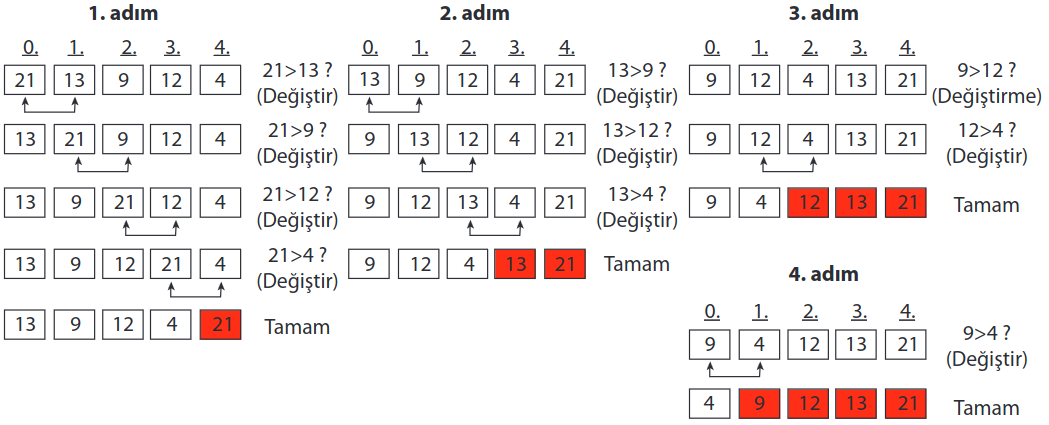 1. adım
0. 1. 2. 3. 4.
21 13 9 12 4 21>13 ?
(Değiştir)
13 21 9 12 4 21>9 ?
(Değiştir)
13 9 21 12 4 21>12 ?
(Değiştir)
13 9 12 21 4 21>4 ?
(Değiştir)
13 9 12 4 21 Tamam
2. adım
0. 1. 2. 3. 4.
13 9 12 4 21 13>9 ?
(Değiştir)
9 13 12 4 21 13>12 ?
(Değiştir)
9 12 13 4 21 13>4 ?
(Değiştir)
9 12 4 13 21 Tamam
3. adım
0. 1. 2. 3. 4.
9 12 4 13 21 9>12 ?
(Değiştirme)
9 12 4 13 21 12>4 ?
(Değiştir)
9 4 12 13 21 Tamam
4. adım
0. 1. 2. 3. 4.
9 4 12 13 21 9>4 ?
(Değiştir)
4 9 12 13 21 Tamam